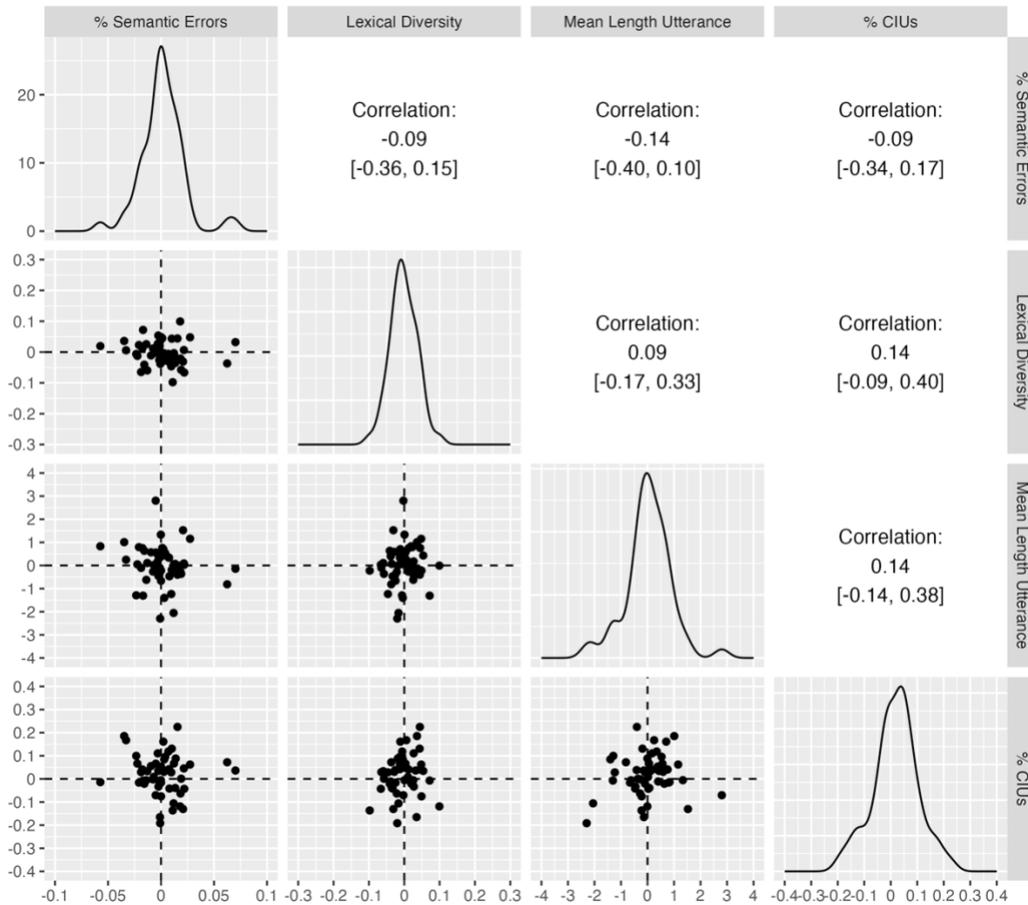 % Semantic Errors
Lexical Diversity
Mean Length Utterance
% CIUs
20
10
0
Correlation:
-0.09
[-0.36, 0.15]
Correlation:
-0.14
[-0.40, 0.10]
Correlation:
-0.09
[-0.34, 0.17]
% Semantic Errors
0.3
0.2
0.1
0
-0.1
-0.2
-0.3
Correlation:
0.09
[-0.17, 0.33]
Correlation:
0.14
[-0.09, 0.40]
Lexical Diversity
4
3
2
1
0
-1
-2
-3
-4
Correlation:
0.14
[-0.14, 0.38]
Mean Length Utterance
0.4
0.3
0.2
0.1
0
-0.1
-0.2
-0.3
-0.4
% CIUs
-0.1 -0.05 0 0.05 0.1
-0.3 -0.2 -0.1 0 0.1 0.2 0.3
-4 -3 -2 -1 0 1 2 3 4
-0.4 -0.3 -0.2 -0.1 0 0.1 0.2 0.3 0.4